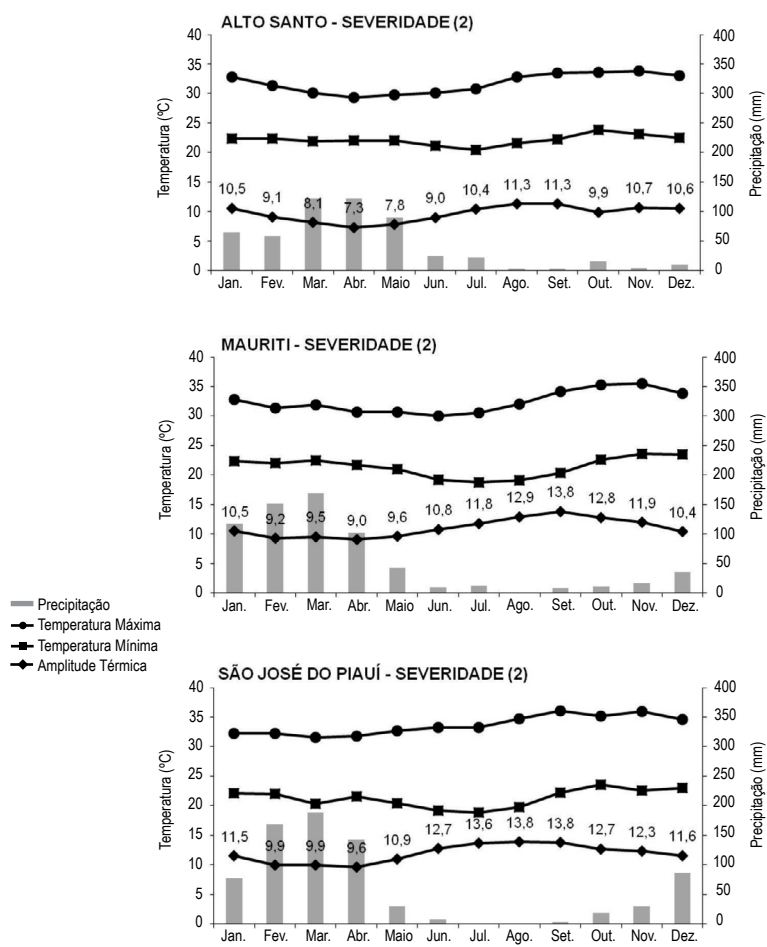 ALTO SANTO - SEVERIDADE (2)
Temperatura (ºC)
40
35
30
25
20
15
10
5
0
10,5 9,1 8,1 7,3 7,8 9,0 10,4 11,3 11,3 9,9 10,7 10,6
Jan. Fev. Mar. Abr. Maio Jun. Jul. Ago. Set. Out. Nov. Dez.
400
350
300
250
200
150
100
50
0
Precipitação (mm)
MAURITI - SEVERIDADE (2)
Temperatura (ºC)
40
35
30
25
20
15
10
5
0
10,5 9,2 9,5 9,0 9,6 10,8 11,8 12,9 13,8 12,8 11,9 10,4
Jan. Fev. Mar. Abr. Maio Jun. Jul. Ago. Set. Out. Nov. Dez.
400
350
300
250
200
150
100
50
0
Precipitação (mm)
Precipitação
Temperatura Máxima
Temperatura Mínima
Amplitude Térmica
SÃO JOSÉ DO PIAUÍ - SEVERIDADE (2)
Temperatura (ºC)
40
35
30
25
20
15
10
5
0
11,5 9,9 9,9 9,6 10,9 12,7 13,6 13,8 13,8 12,7 12,3 11,6
Jan. Fev. Mar. Abr. Maio Jun. Jul. Ago. Set. Out. Nov. Dez.
400
350
300
250
200
150
100
50
0
Precipitação (mm)